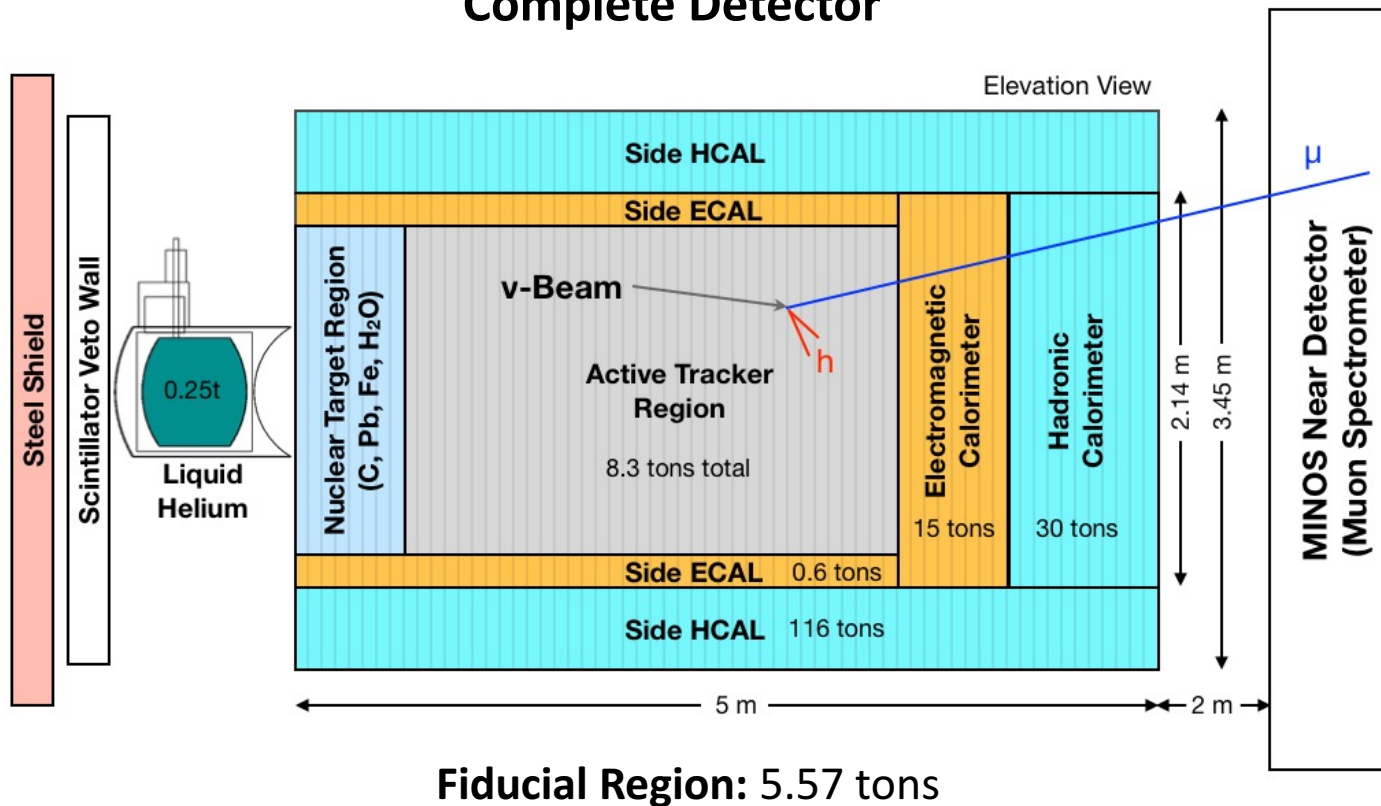 Complete Detector
Elevation View
Steel Shield
Scintillator Veto Wall
0.25t
Liquid
Helium
Side HCAL
Side ECAL
Nuclear Target Region
(C, Pb, Fe, H₂O)
ν-Beam
h
μ
Active Tracker
Region
8.3 tons total
Electromagnetic
Calorimeter
15 tons
Hadronic
Calorimeter
30 tons
Side ECAL 0.6 tons
Side HCAL 116 tons
2.14 m
3.45 m
MINOS Near Detector
(Muon Spectrometer)
5 m
2 m
Fiducial Region: 5.57 tons